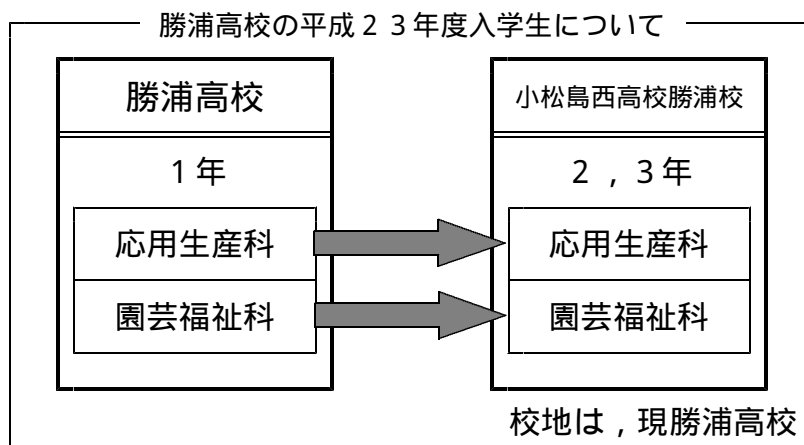 勝浦高校の平成２３年度入学生について
勝浦高校
１年
応用生産科
園芸福祉科
小松島西高校勝浦校
２，３年
応用生産科
園芸福祉科
校地は，現勝浦高校